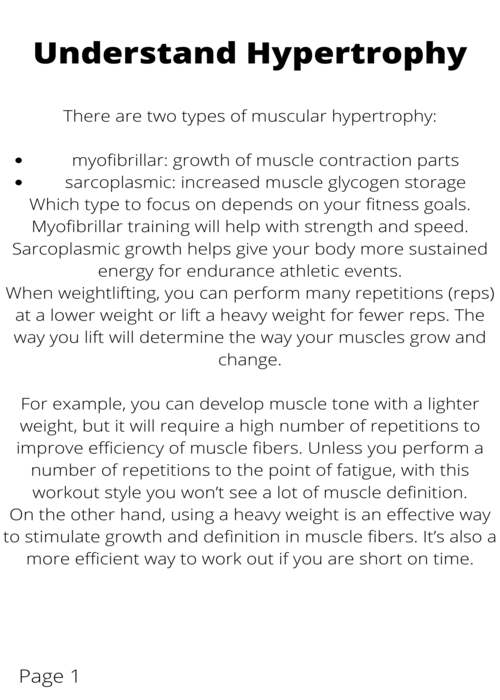 Understand Hypertrophy
There are two types of muscular hypertrophy:
• myofibrillar: growth of muscle contraction parts
• sarcoplasmic: increased muscle glycogen storage
Which type to focus on depends on your fitness goals.
Myofibrillar training will help with strength and speed.
Sarcoplasmic growth helps give your body more sustained
energy for endurance athletic events.
When weightlifting, you can perform many repetitions (reps)
at a lower weight or lift a heavy weight for fewer reps. The
way you lift will determine the way your muscles grow and
change.
For example, you can develop muscle tone with a lighter
weight, but it will require a high number of repetitions to
improve efficiency of muscle fibers. Unless you perform a
number of repetitions to the point of fatigue, with this
workout style you won’t see a lot of muscle definition.
On the other hand, using a heavy weight is an effective way
to stimulate growth and definition in muscle fibers. It’s also a
more efficient way to work out if you are short on time.
Page 1